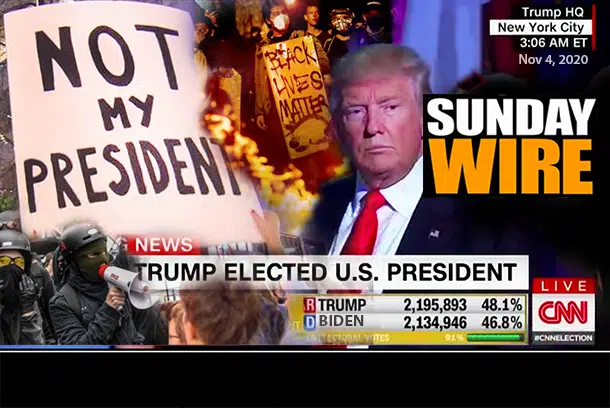 NOT
MY
PRESIDENT
BLACK
LIVES
MATTER
Trump HQ
New York City
3:06 AM ET
Nov 4, 2020
SUNDAY
WIRE
NEWS
TRUMP ELECTED U.S. PRESIDENT
R TRUMP 2,195,893 48.1%
D BIDEN 2,134,946 46.8%
ELECTORAL VOTES 91%
LIVE
CNN
#CNNELECTION